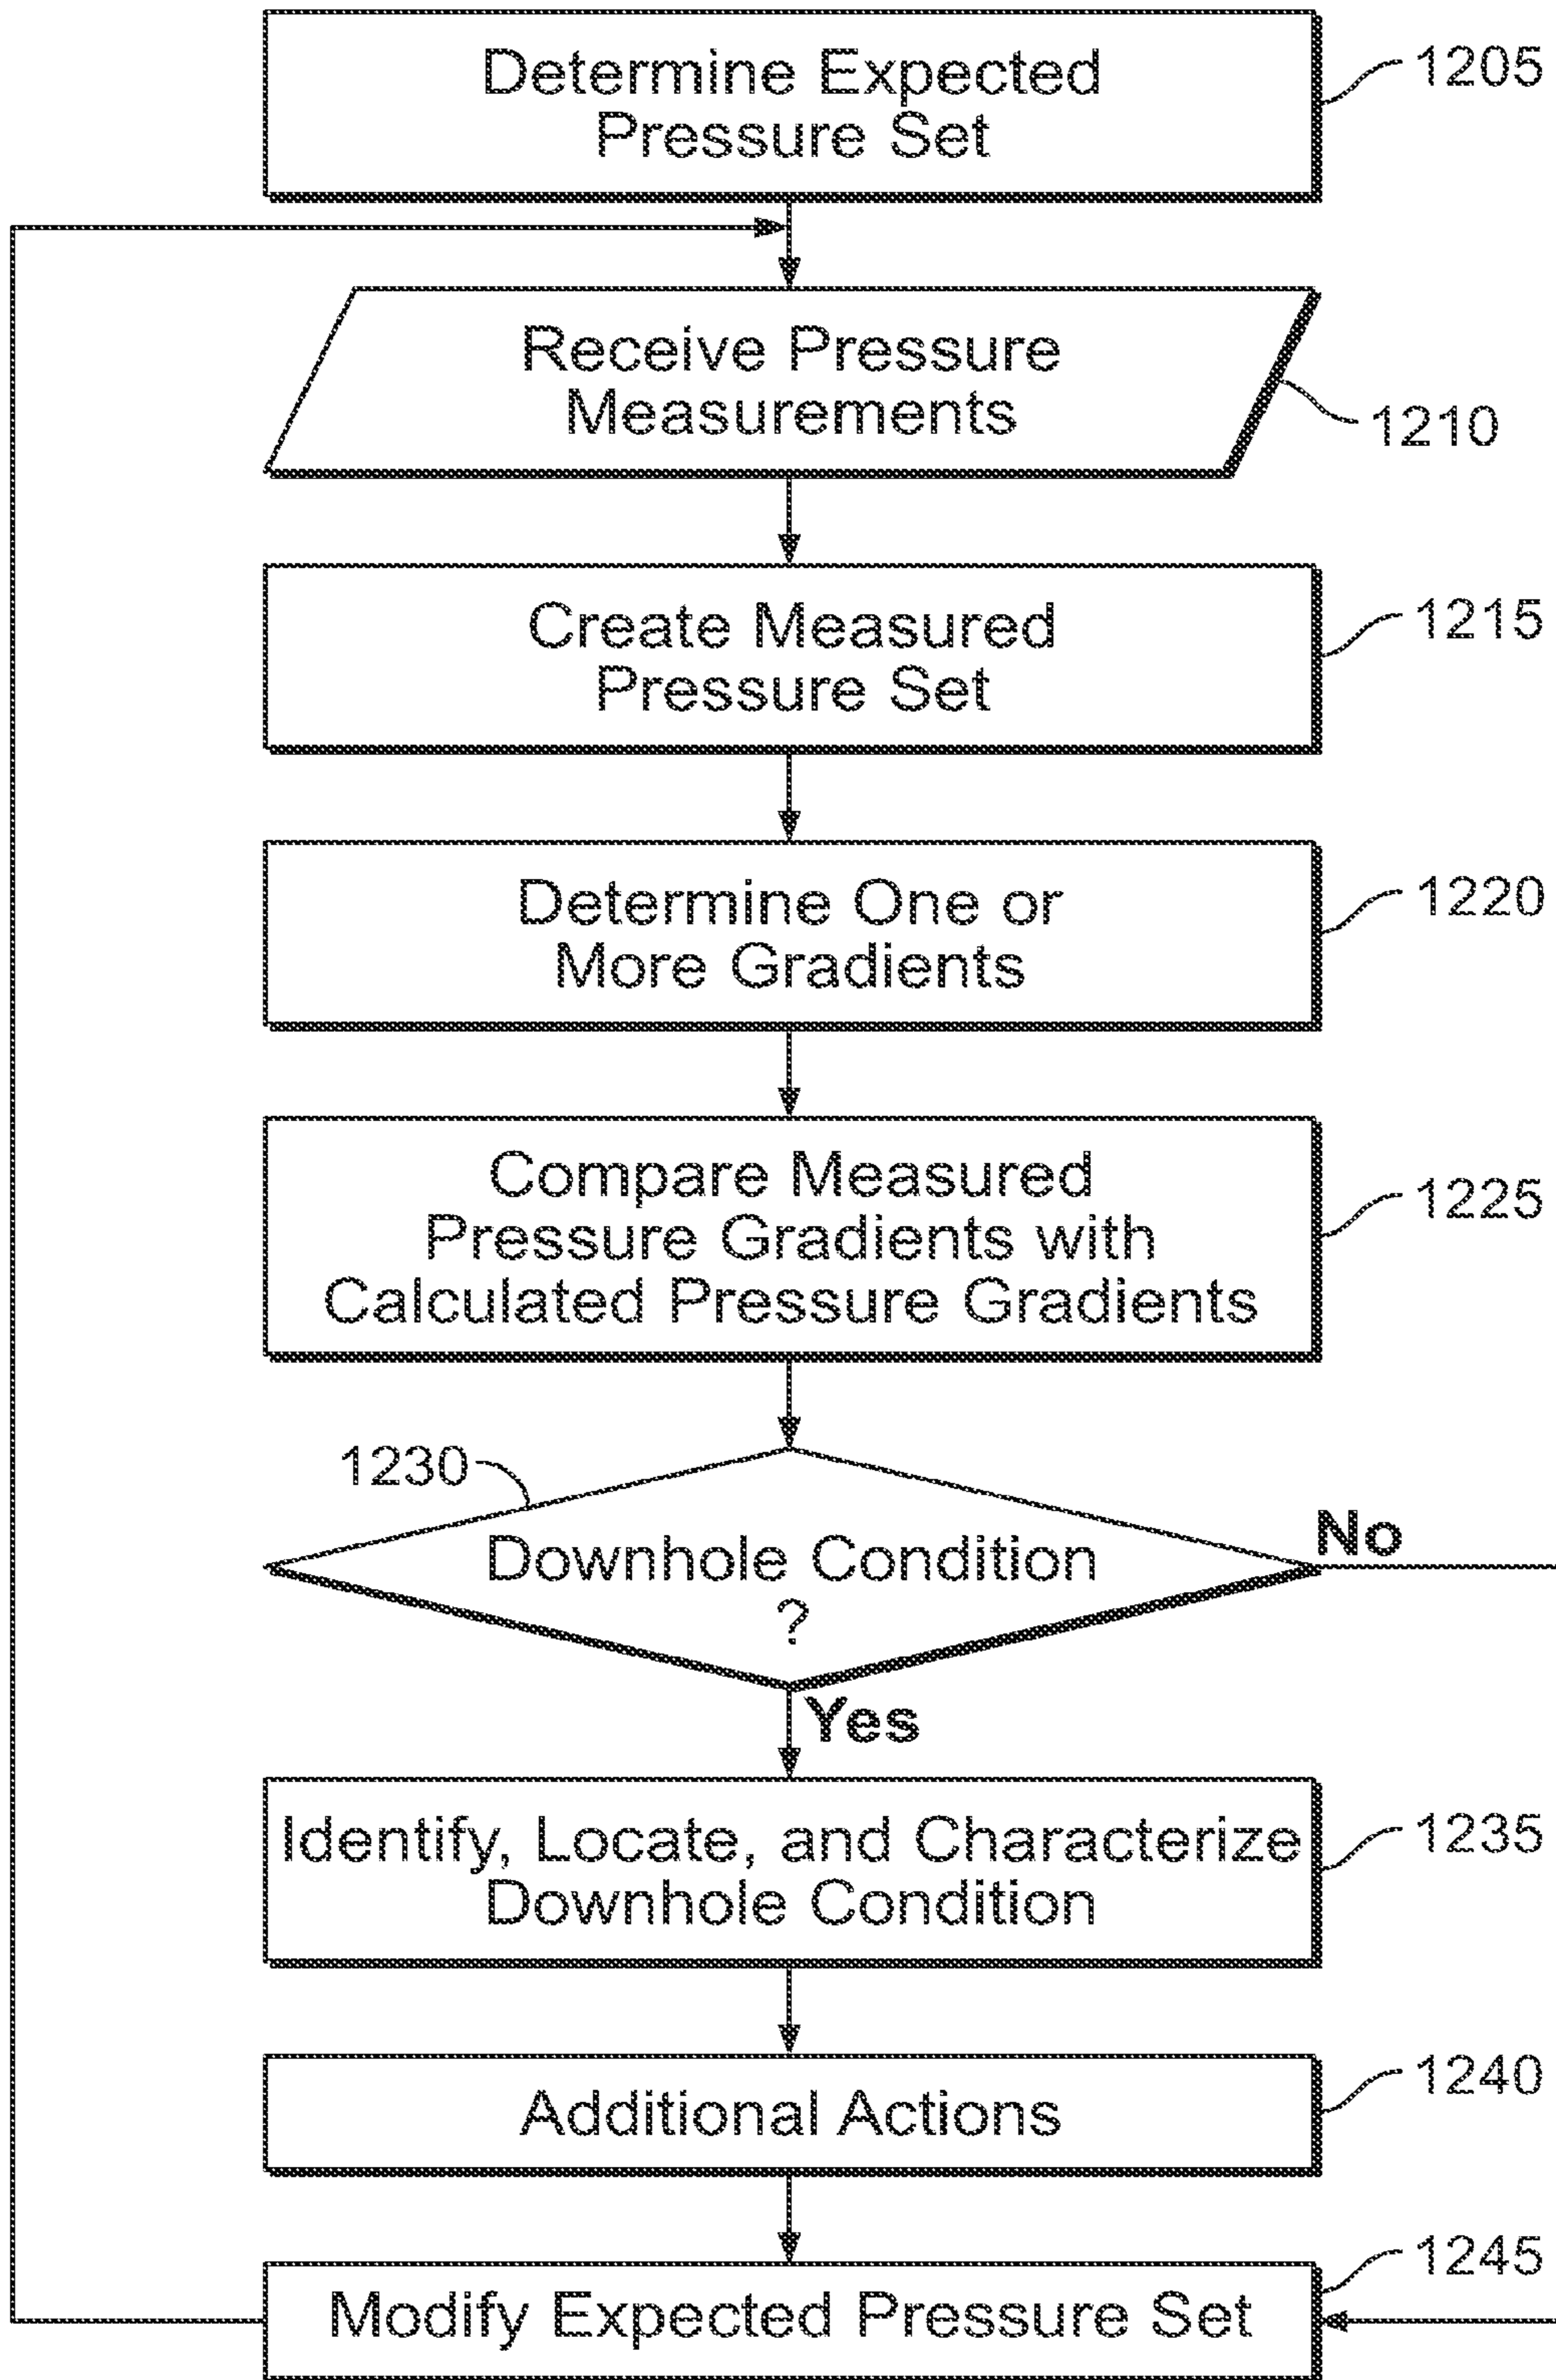 Determine Expected
Pressure Set
1205
Receive Pressure
Measurements
1210
Create Measured
Pressure Set
1215
Determine One or
More Gradients
1220
Compare Measured
Pressure Gradients with
Calculated Pressure Gradients
1225
1230
Downhole Condition
?
No
Yes
Identify, Locate, and Characterize
Downhole Condition
1235
Additional Actions
1240
Modify Expected Pressure Set
1245